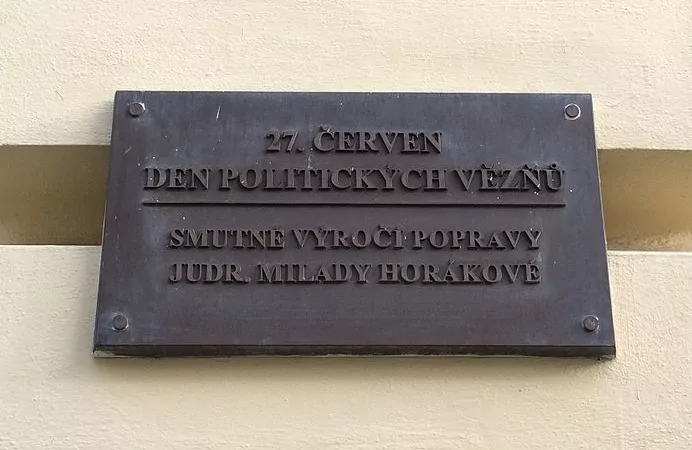 27. ČERVEN
DEN POLITICKÝCH VĚZŇŮ
SMUTNÉ VÝROČÍ POPRAVY
JUDR. MILADY HORÁKOVÉ